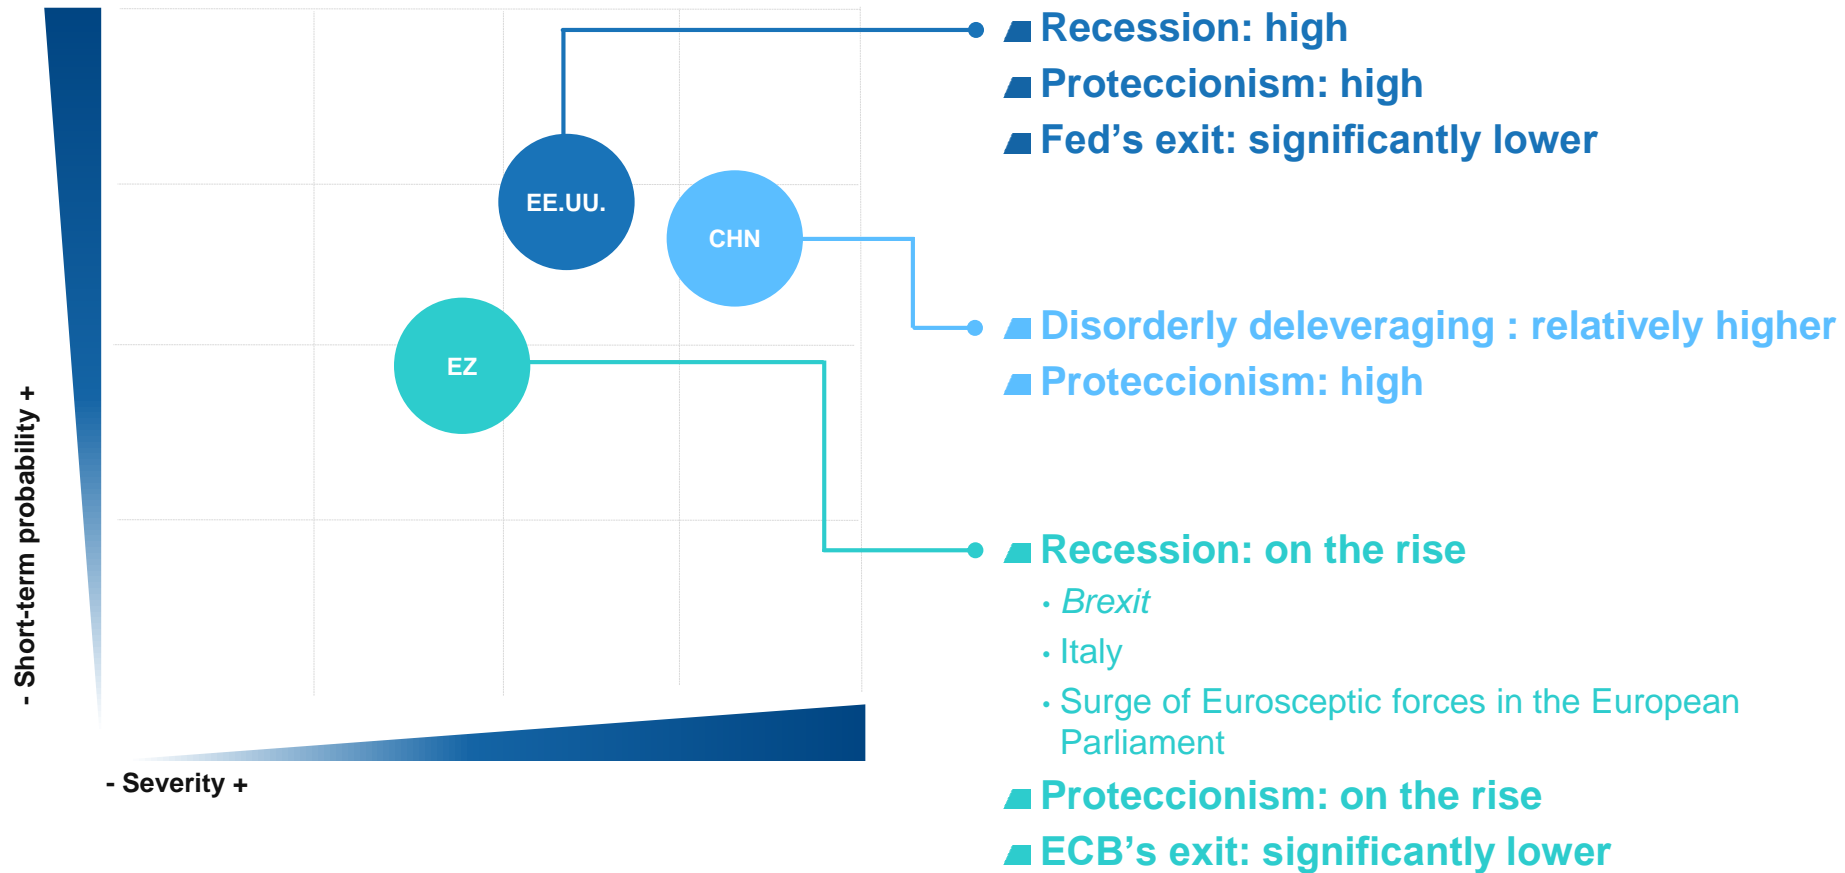 Recession: high
Proteccionism: high
Fed’s exit: significantly lower
EE.UU.
CHN
Disorderly deleveraging : relatively higher
Proteccionism: high
EZ
- Short-term probability +
Recession: on the rise
• Brexit
• Italy
• Surge of Eurosceptic forces in the European
Parliament
- Severity +
Proteccionism: on the rise
ECB’s exit: significantly lower